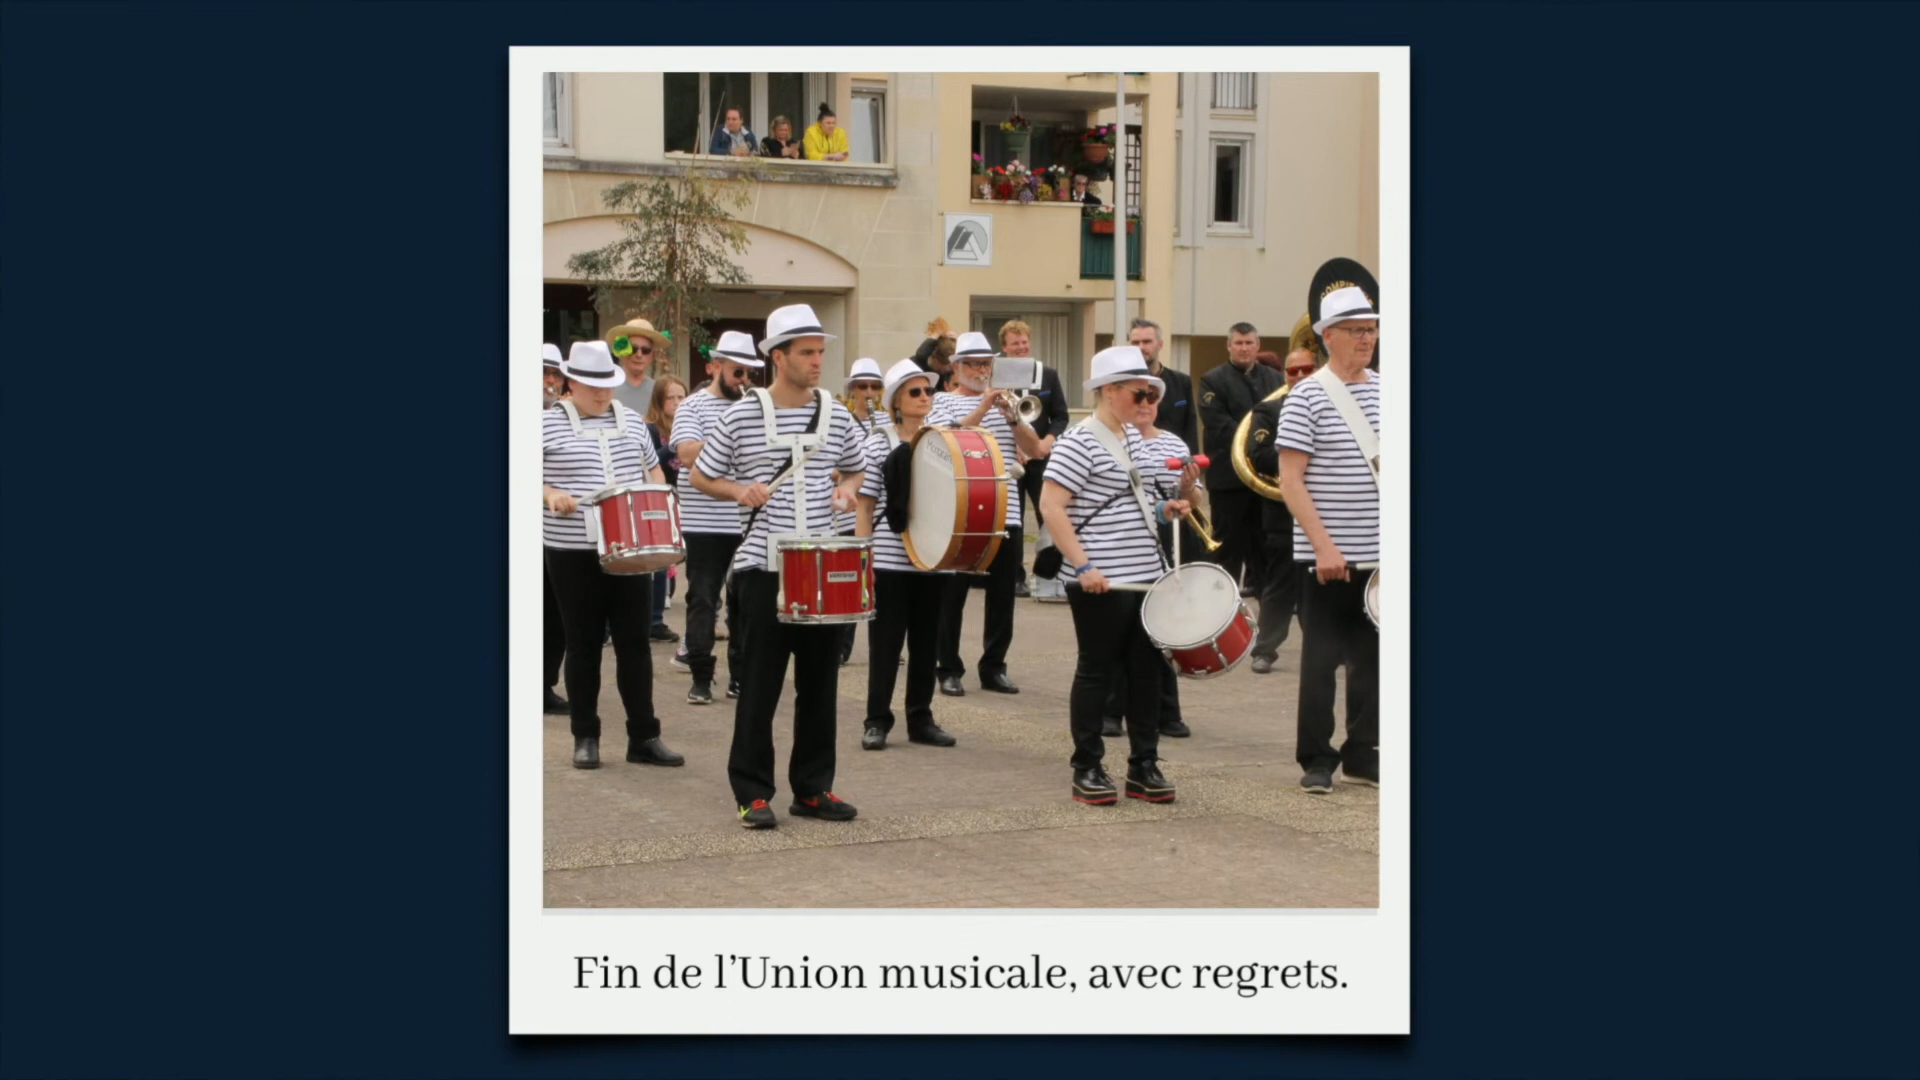 Fin de l’Union musicale, avec regrets.